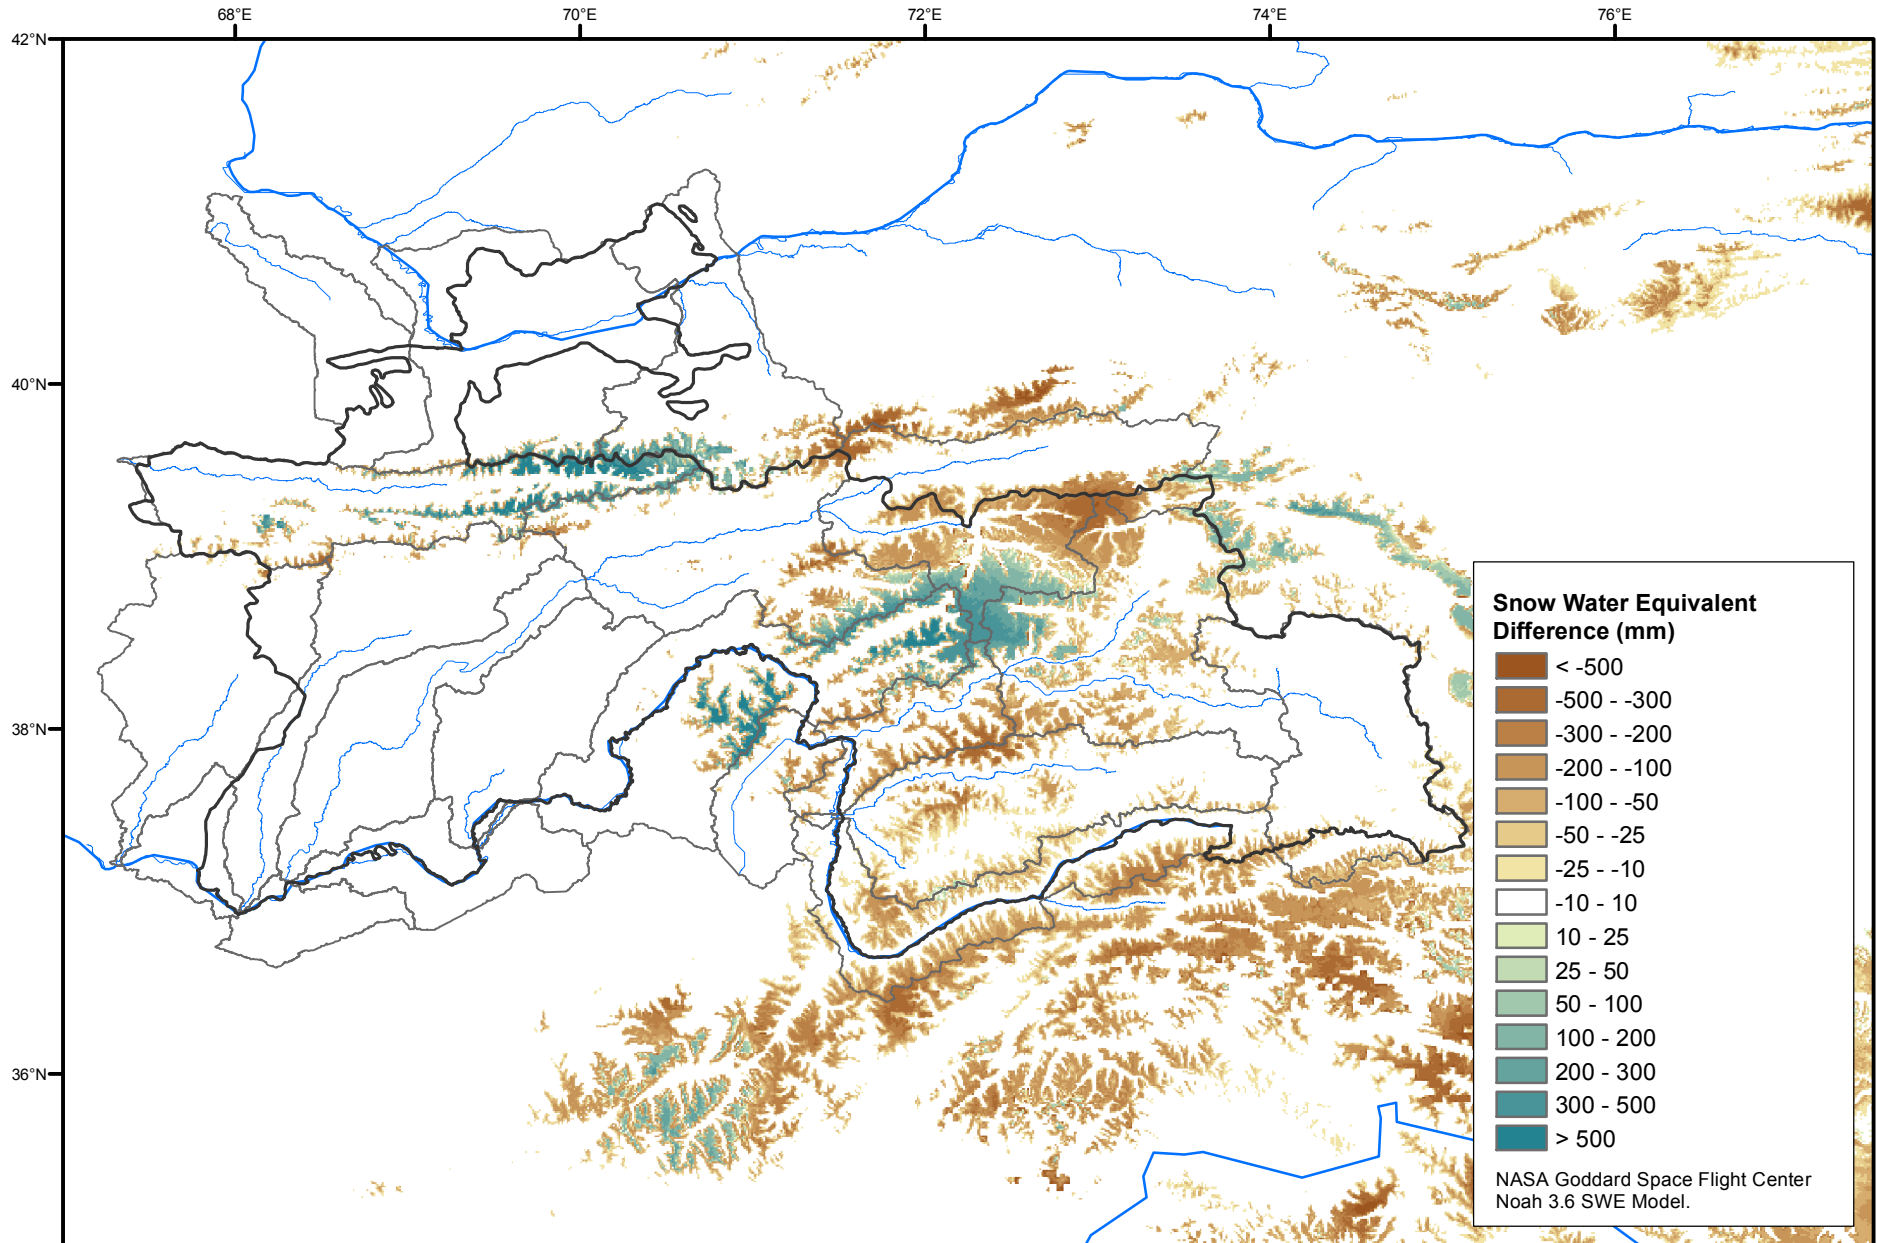 68°E 70°E 72°E 74°E 76°E
42°N
40°N
38°N
36°N
Snow Water Equivalent
Difference (mm)
< -500
-500 - -300
-300 - -200
-200 - -100
-100 - -50
-50 - -25
-25 - -10
-10 - 10
10 - 25
25 - 50
50 - 100
100 - 200
200 - 300
300 - 500
> 500
NASA Goddard Space Flight Center
Noah 3.6 SWE Model.